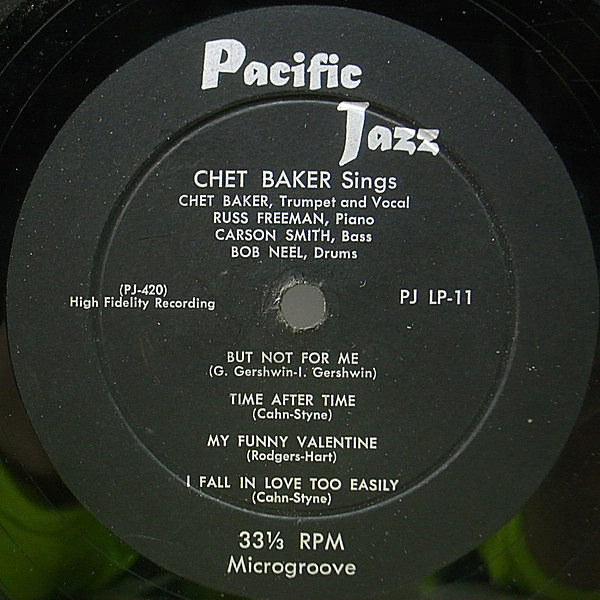 Pacific
Jazz
CHET BAKER Sings
CHET BAKER, Trumpet and Vocal
RUSS FREEMAN, Piano
CARSON SMITH, Bass
BOB NEEL, Drums
(PJ-420)
High Fidelity Recording
PJ LP-11
BUT NOT FOR ME
(G. Gershwin-I. Gershwin)
TIME AFTER TIME
(Cahn-Styne)
MY FUNNY VALENTINE
(Rodgers-Hart)
I FALL IN LOVE TOO EASILY
(Cahn-Styne)
33⅓ RPM
Microgroove